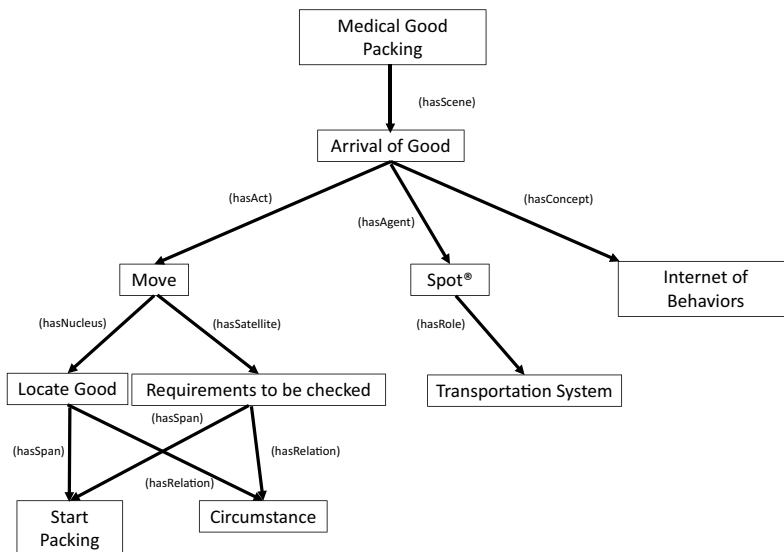 Medical Good
Packing
(hasScene)
Arrival of Good
(hasAct)
(hasAgent)
(hasConcept)
Move
Spot®
Internet of
Behaviors
(hasNucleus)
(hasSatellite)
(hasRole)
Locate Good
Requirements to be checked
Transportation System
(hasSpan)
(hasSpan)
(hasRelation)
(hasRelation)
Start
Packing
Circumstance